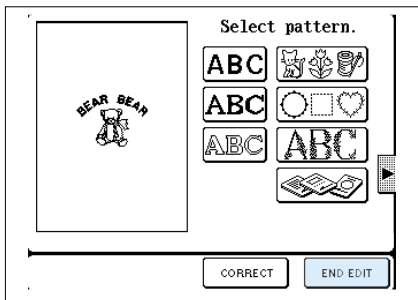 Select pattern.
ABC
ABC
BEAR BEAR
ABC
ABC
CORRECT
END EDIT